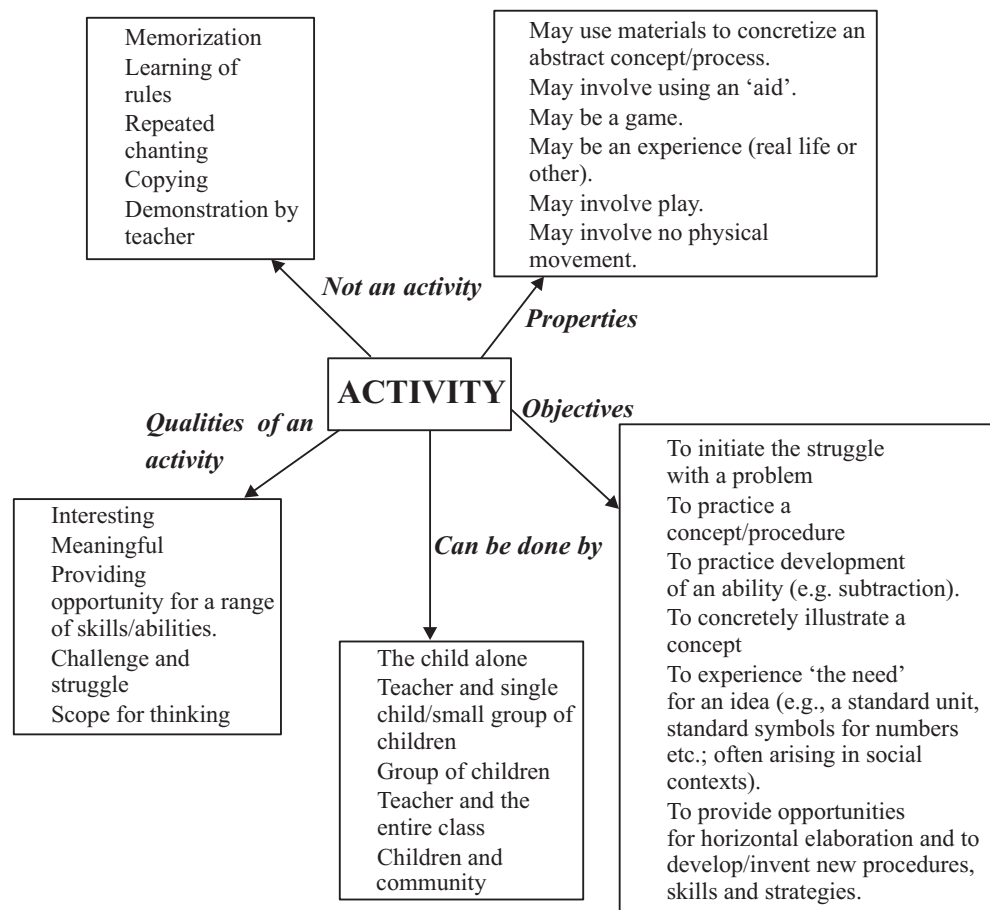 Memorization
Learning of
rules
Repeated
chanting
Copying
Demonstration by
teacher
May use materials to concretize an
abstract concept/process.
May involve using an ‘aid’.
May be a game.
May be an experience (real life or
other).
May involve play.
May involve no physical
movement.
Not an activity
Properties
ACTIVITY
Qualities of an
activity
Objectives
Can be done by
Interesting
Meaningful
Providing
opportunity for a range
of skills/abilities.
Challenge and
struggle
Scope for thinking
The child alone
Teacher and single
child/small group of
children
Group of children
Teacher and the
entire class
Children and
community
To initiate the struggle
with a problem
To practice a
concept/procedure
To practice development
of an ability (e.g. subtraction).
To concretely illustrate a
concept
To experience ‘the need’
for an idea (e.g., a standard unit,
standard symbols for numbers
etc.; often arising in social
contexts).
To provide opportunities
for horizontal elaboration and to
develop/invent new procedures,
skills and strategies.